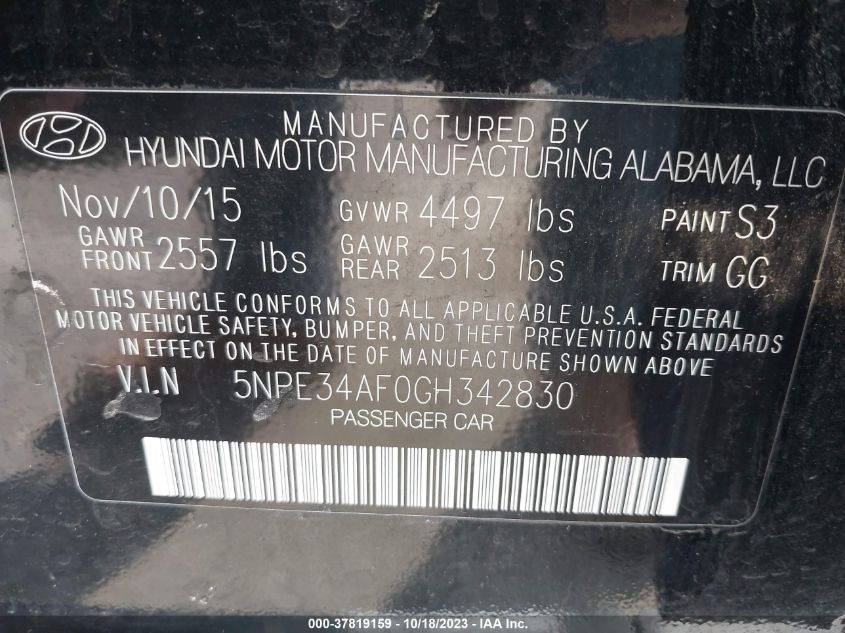 MANUFACTURED BY
HYUNDAI MOTOR MANUFACTURING ALABAMA, LLC
Nov/10/15 GVWR 4497 lbs PAINT S3
GAWR FRONT 2557 lbs GAWR REAR 2513 lbs TRIM GG
THIS VEHICLE CONFORMS TO ALL APPLICABLE U.S.A. FEDERAL
MOTOR VEHICLE SAFETY, BUMPER, AND THEFT PREVENTION STANDARDS
IN EFFECT ON THE DATE OF MANUFACTURE SHOWN ABOVE
V.I.N 5NPE34AF0GH342830
PASSENGER CAR
000-37819159 - 10/18/2023 - IAA Inc.